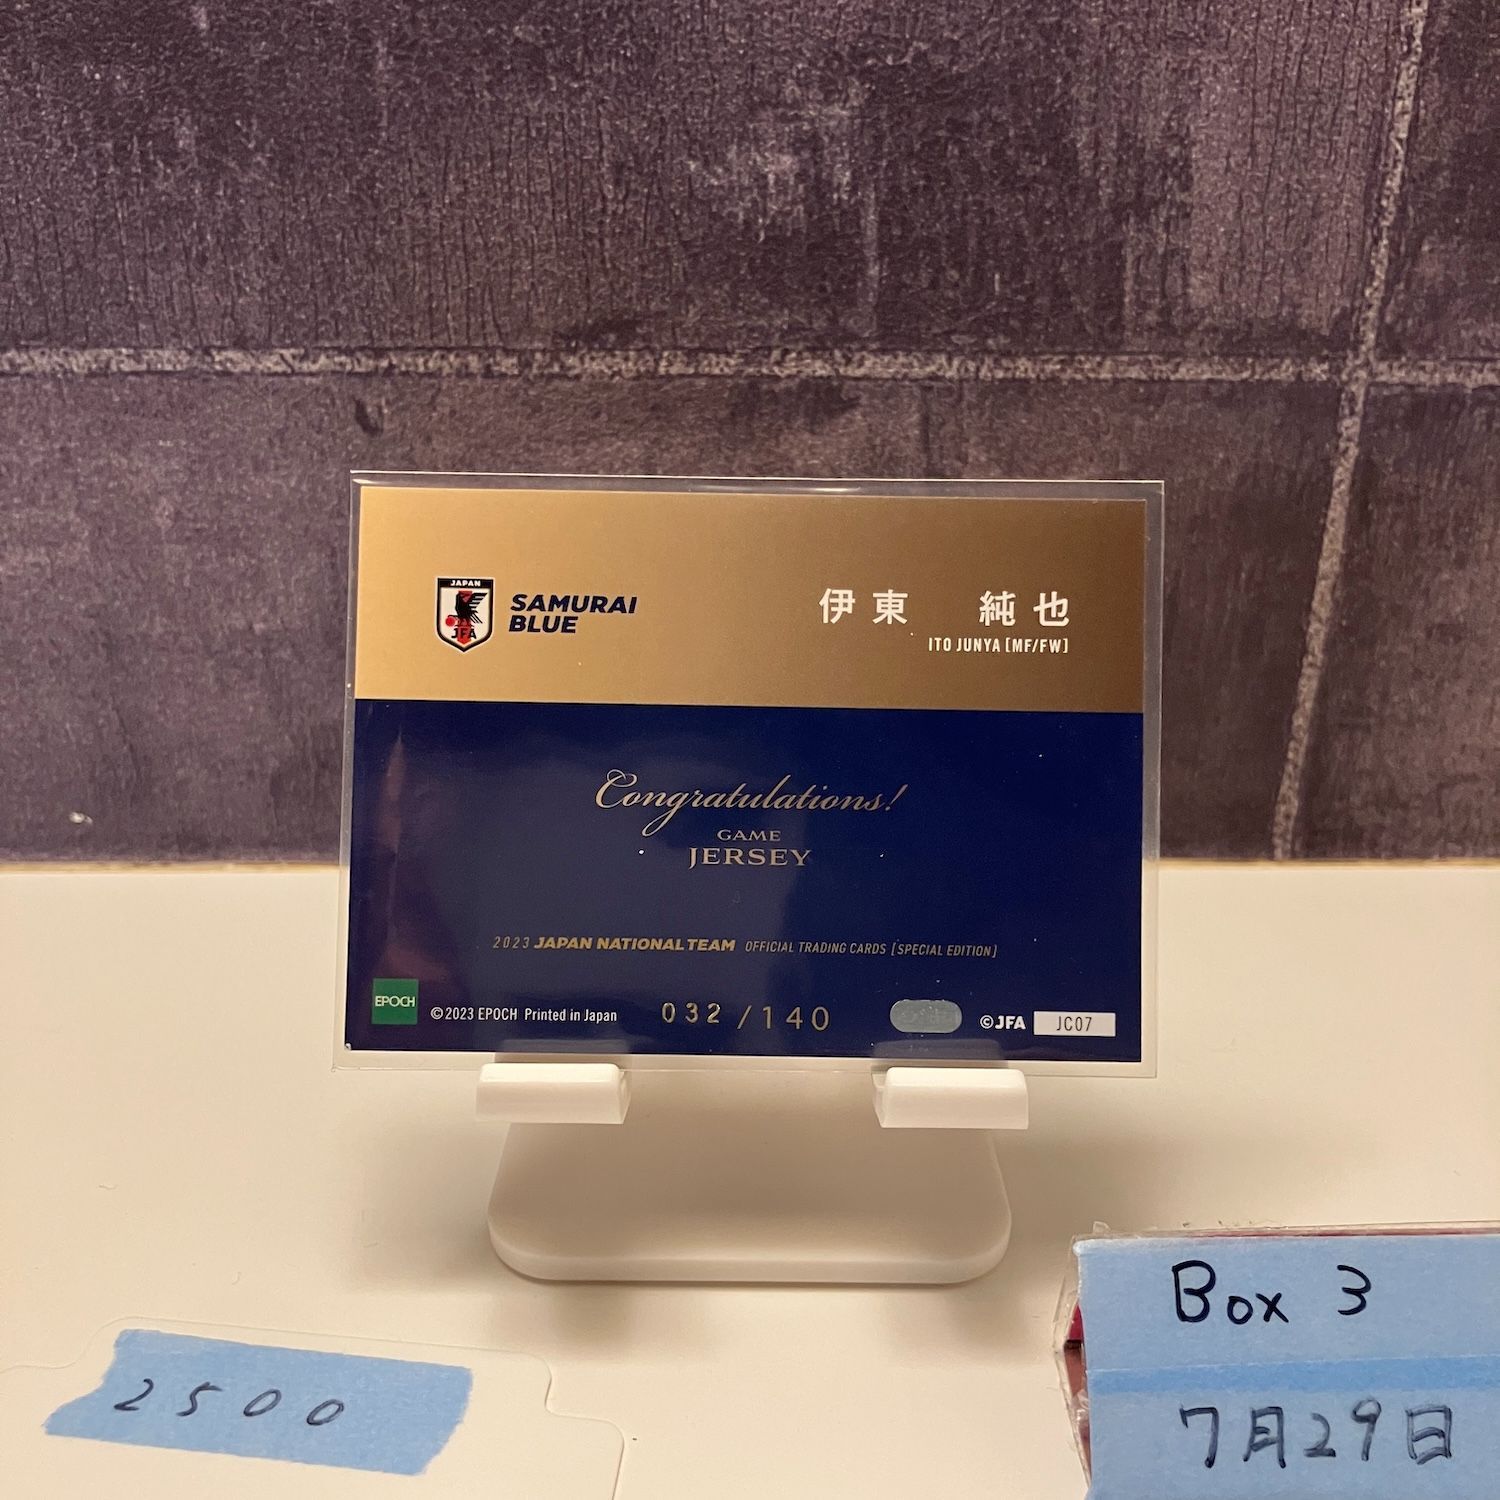 JAPAN
JFA
SAMURAI
BLUE
伊東 純也
ITO JUNYA [MF/FW]
Congratulations!
GAME
JERSEY
2023 JAPAN NATIONAL TEAM OFFICIAL TRADING CARDS [SPECIAL EDITION]
EPOCH
©2023 EPOCH Printed in Japan
032/140
©JFA
JC07
2500
Box 3
7月29日